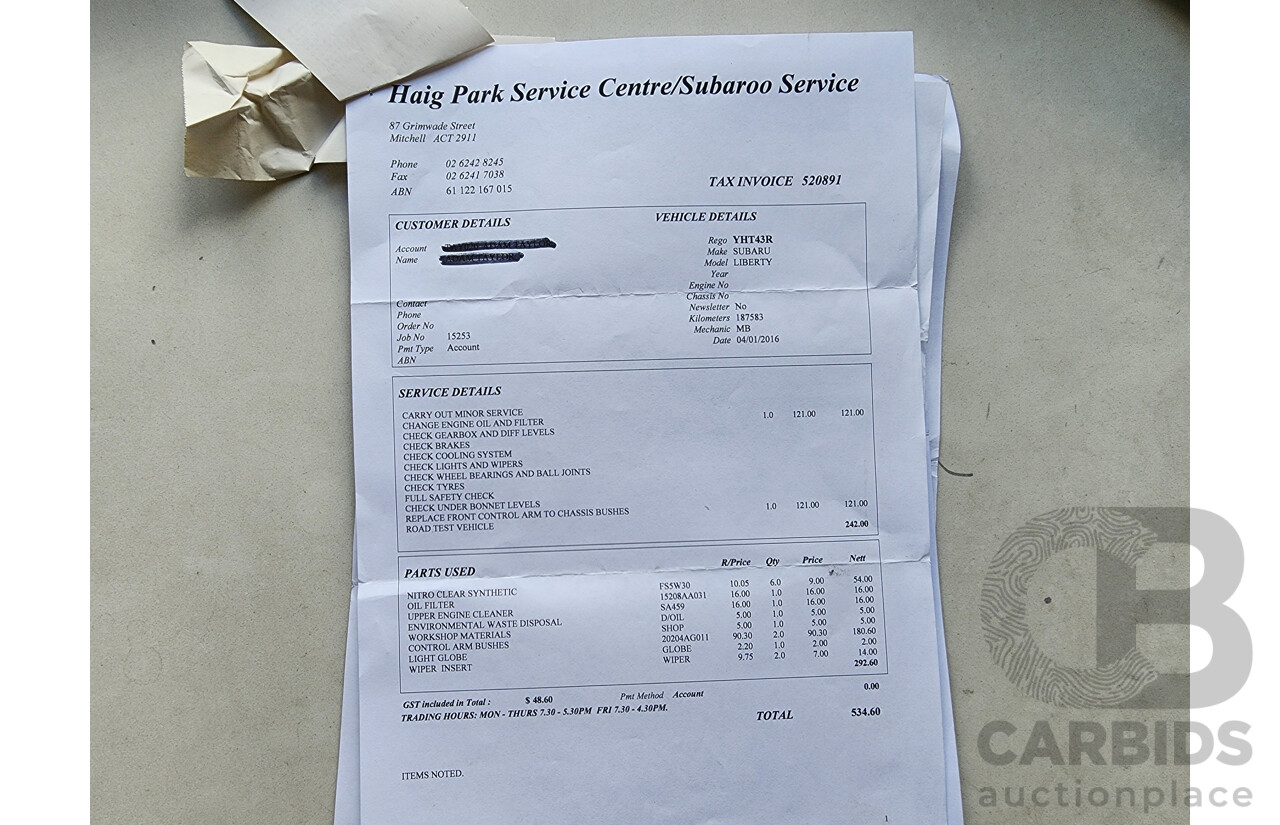 Haig Park Service Centre/Subaroo Service
87 Grimwade Street
Mitchell ACT 2911
Phone 02 6242 8245
Fax 02 6241 7038
ABN 61 122 167 015
TAX INVOICE 520891
CUSTOMER DETAILS
Account
Name
Contact
Phone
Order No
Job No 15253
Pmt Type Account
ABN
VEHICLE DETAILS
Rego YHT43R
Make SUBARU
Model LIBERTY
Year
Engine No
Chassis No
Newsletter No
Kilometers 187583
Mechanic MB
Date 04/01/2016
SERVICE DETAILS
CARRY OUT MINOR SERVICE 1.0 121.00 121.00
CHANGE ENGINE OIL AND FILTER
CHECK GEARBOX AND DIFF LEVELS
CHECK BRAKES
CHECK COOLING SYSTEM
CHECK LIGHTS AND WIPERS
CHECK WHEEL BEARINGS AND BALL JOINTS
CHECK TYRES
FULL SAFETY CHECK
CHECK UNDER BONNET LEVELS
REPLACE FRONT CONTROL ARM TO CHASSIS BUSHES 1.0 121.00 121.00
ROAD TEST VEHICLE
242.00
PARTS USED R/Price Qty Price Nett
NITRO CLEAR SYNTHETIC FS5W30 10.05 6.0 9.00 54.00
OIL FILTER 15208AA031 16.00 1.0 16.00 16.00
UPPER ENGINE CLEANER SA459 16.00 1.0 16.00 16.00
ENVIRONMENTAL WASTE DISPOSAL D/OIL 5.00 1.0 5.00 5.00
WORKSHOP MATERIALS SHOP 5.00 1.0 5.00 5.00
CONTROL ARM BUSHES 20204AG011 90.30 2.0 90.30 180.60
LIGHT GLOBE GLOBE 2.20 1.0 2.00 2.00
WIPER INSERT WIPER 9.75 2.0 7.00 14.00
292.60
GST included in Total : $ 48.60 Pmt Method Account 0.00
TRADING HOURS: MON - THURS 7.30 - 5.30PM FRI 7.30 - 4.30PM.
TOTAL 534.60
ITEMS NOTED.
1
CB
CARBIDS
auctionplace